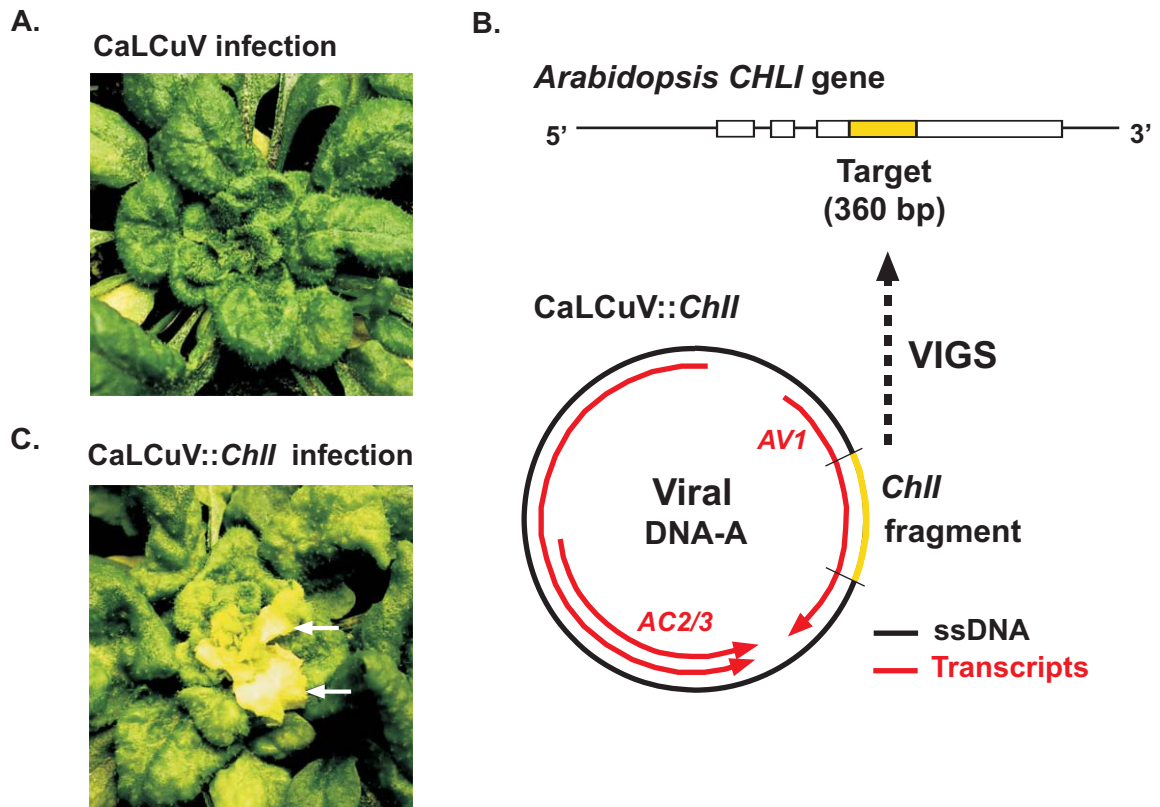 A.
CaLCuV infection
B.
Arabidopsis CHLI gene
5’
3’
Target
(360 bp)
CaLCuV::ChlI
VIGS
AV1
ChlI
fragment
Viral
DNA-A
AC2/3
ssDNA
Transcripts
C.
CaLCuV::ChlI infection